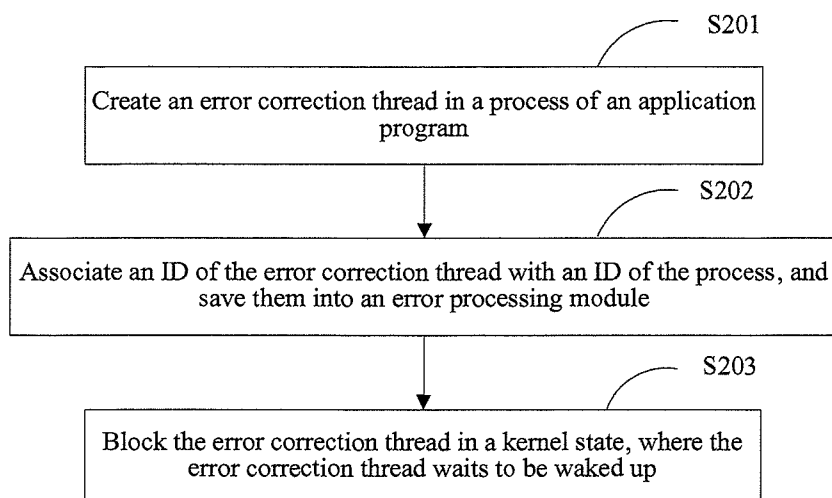 S201
Create an error correction thread in a process of an application
program
S202
Associate an ID of the error correction thread with an ID of the process, and
save them into an error processing module
S203
Block the error correction thread in a kernel state, where the
error correction thread waits to be waked up